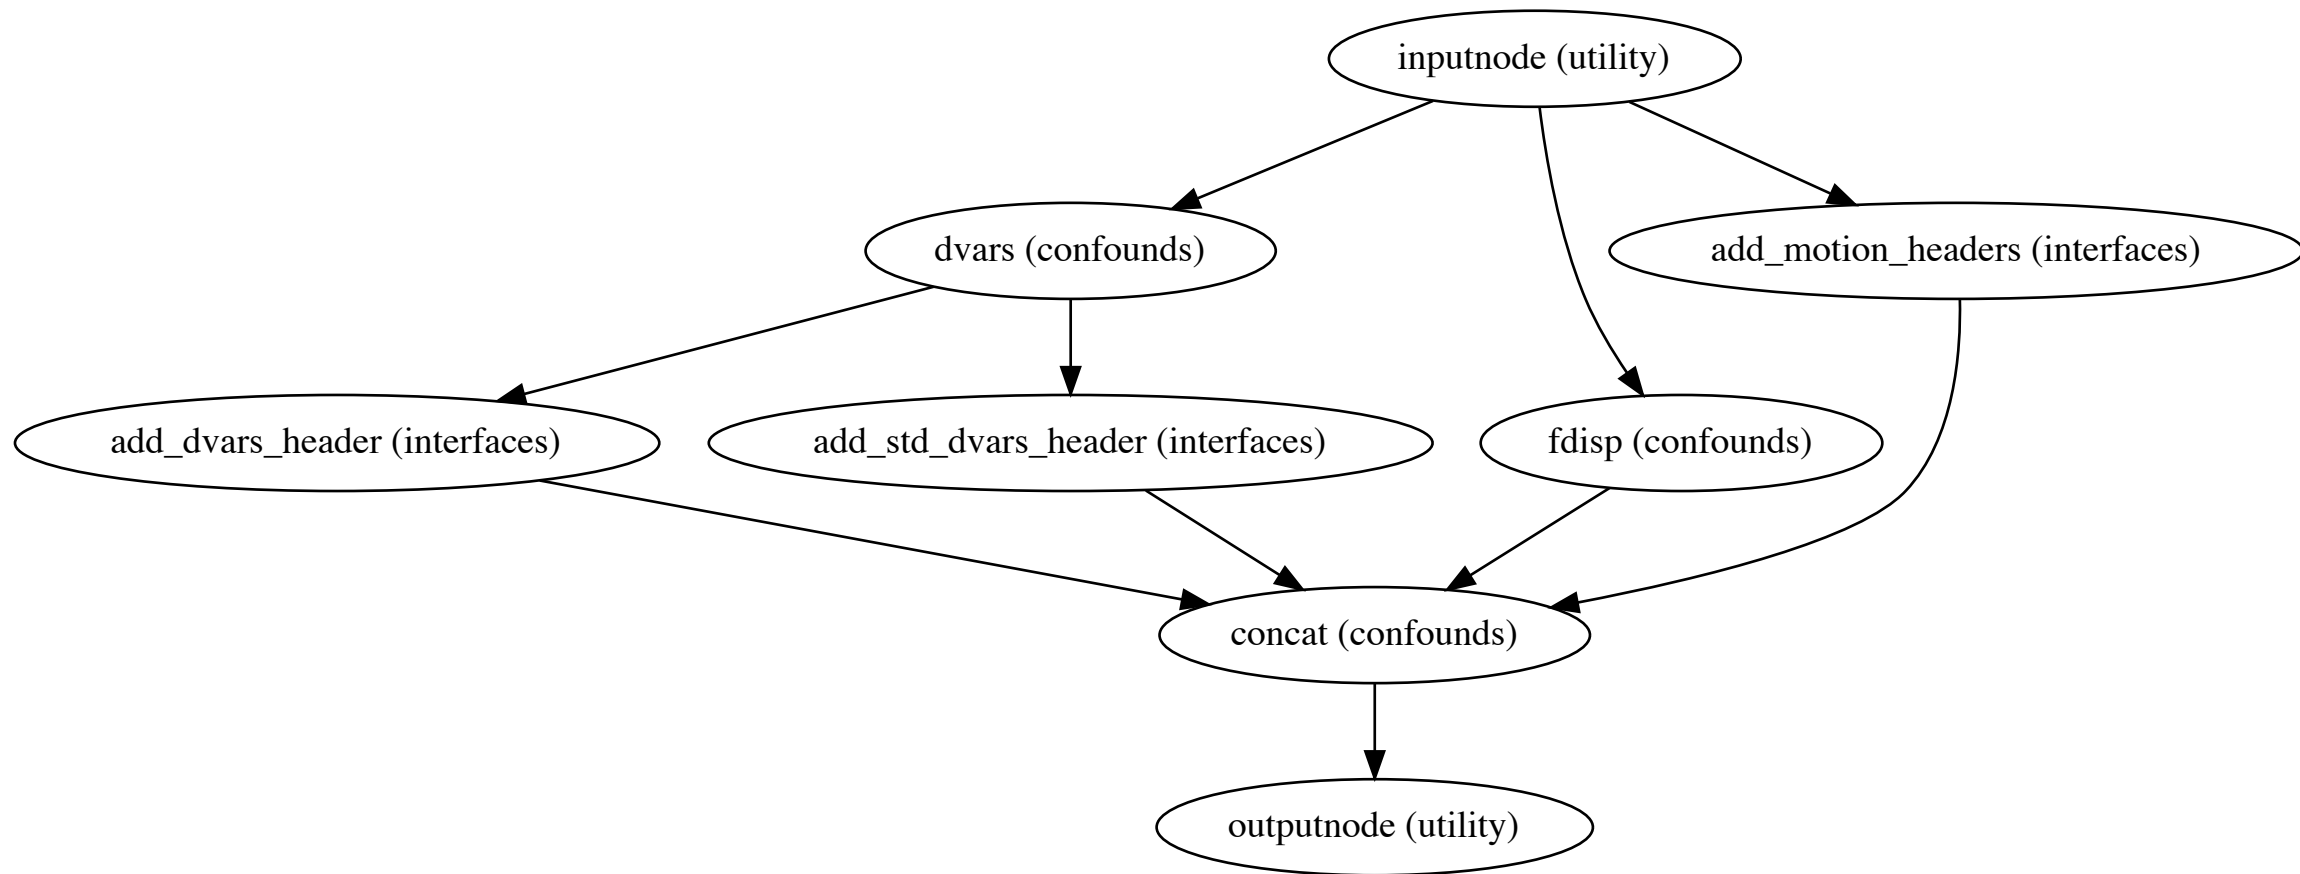 inputnode (utility)
dvars (confounds)
add_motion_headers (interfaces)
add_dvars_header (interfaces)
add_std_dvars_header (interfaces)
fdisp (confounds)
concat (confounds)
outputnode (utility)